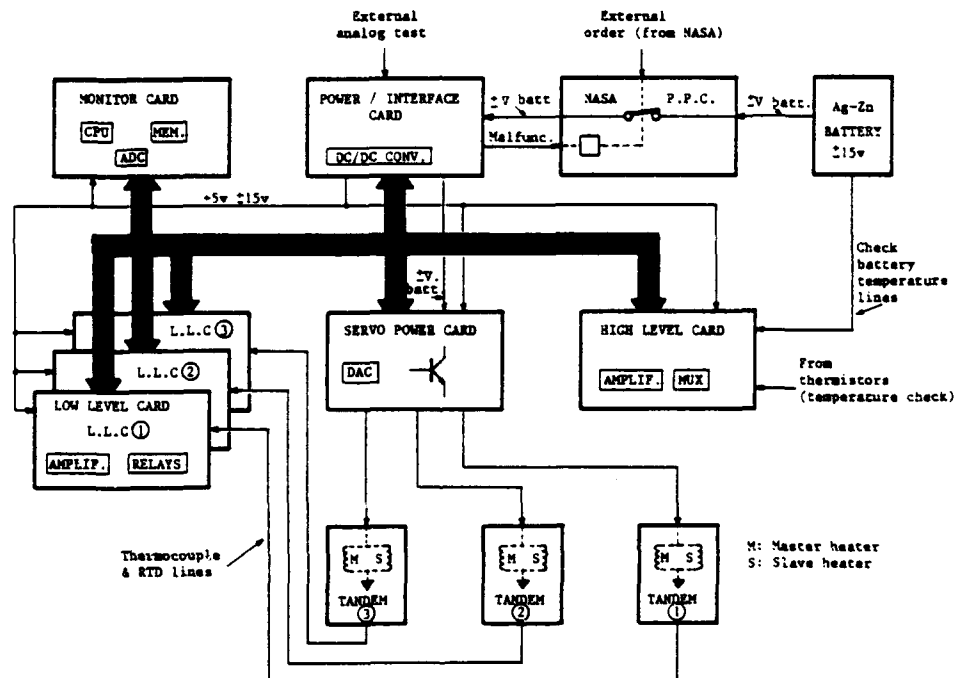 External
analog test
External
order (from NASA)
MONITOR CARD
CPU
MEM.
ADC
POWER / INTERFACE
CARD
DC/DC CONV.
±V batt
Malfunc.
NASA
P.P.C.
±V batt.
Ag-Zn
BATTERY
±15v
+5v ±15v
±V.
batt
Check
battery
temperature
lines
L.L.C ③
L.L.C ②
LOW LEVEL CARD
L.L.C ①
AMPLIF.
RELAYS
SERVO POWER CARD
DAC
HIGH LEVEL CARD
AMPLIF.
MUX
From
thermistors
(temperature check)
Thermocouple
& RTD lines
M S
TANDEM
③
M S
TANDEM
②
M S
TANDEM
①
M: Master heater
S: Slave heater